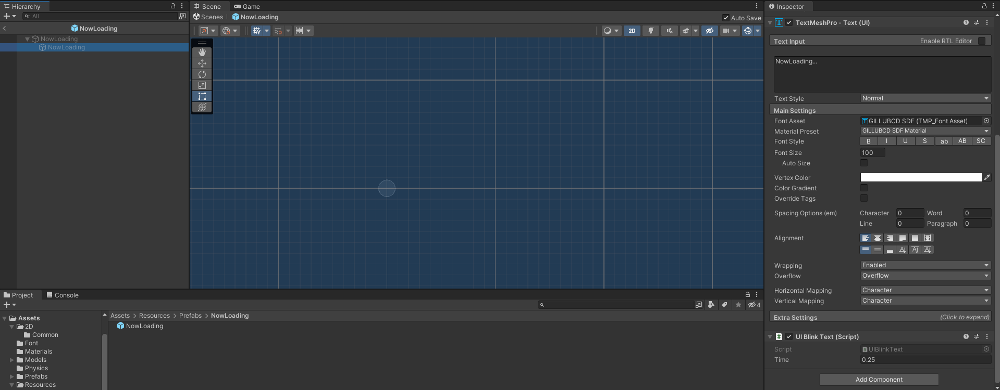 Hierarchy
All
NowLoading
NowLoading
NowLoading
Scene
Game
Scenes
NowLoading
Auto Save
2D
Project
Console
4
Assets
2D
Common
Font
Materials
Models
Physics
Prefabs
Resources
Assets > Resources > Prefabs > NowLoading
NowLoading
Inspector
TextMeshPro - Text (UI)
Text Input
Enable RTL Editor
NowLoading...
Text Style Normal
Main Settings
Font Asset GILLUBCD SDF (TMP_Font Asset)
Material Preset GILLUBCD SDF Material
Font Style B I U S ab AB SC
Font Size 100
Auto Size
Vertex Color
Color Gradient
Override Tags
Spacing Options (em) Character 0 Word 0
Line 0 Paragraph 0
Alignment
Wrapping Enabled
Overflow Overflow
Horizontal Mapping Character
Vertical Mapping Character
Extra Settings (Click to expand)
# UI Blink Text (Script)
Script UIBlinkText
Time 0.25
Add Component